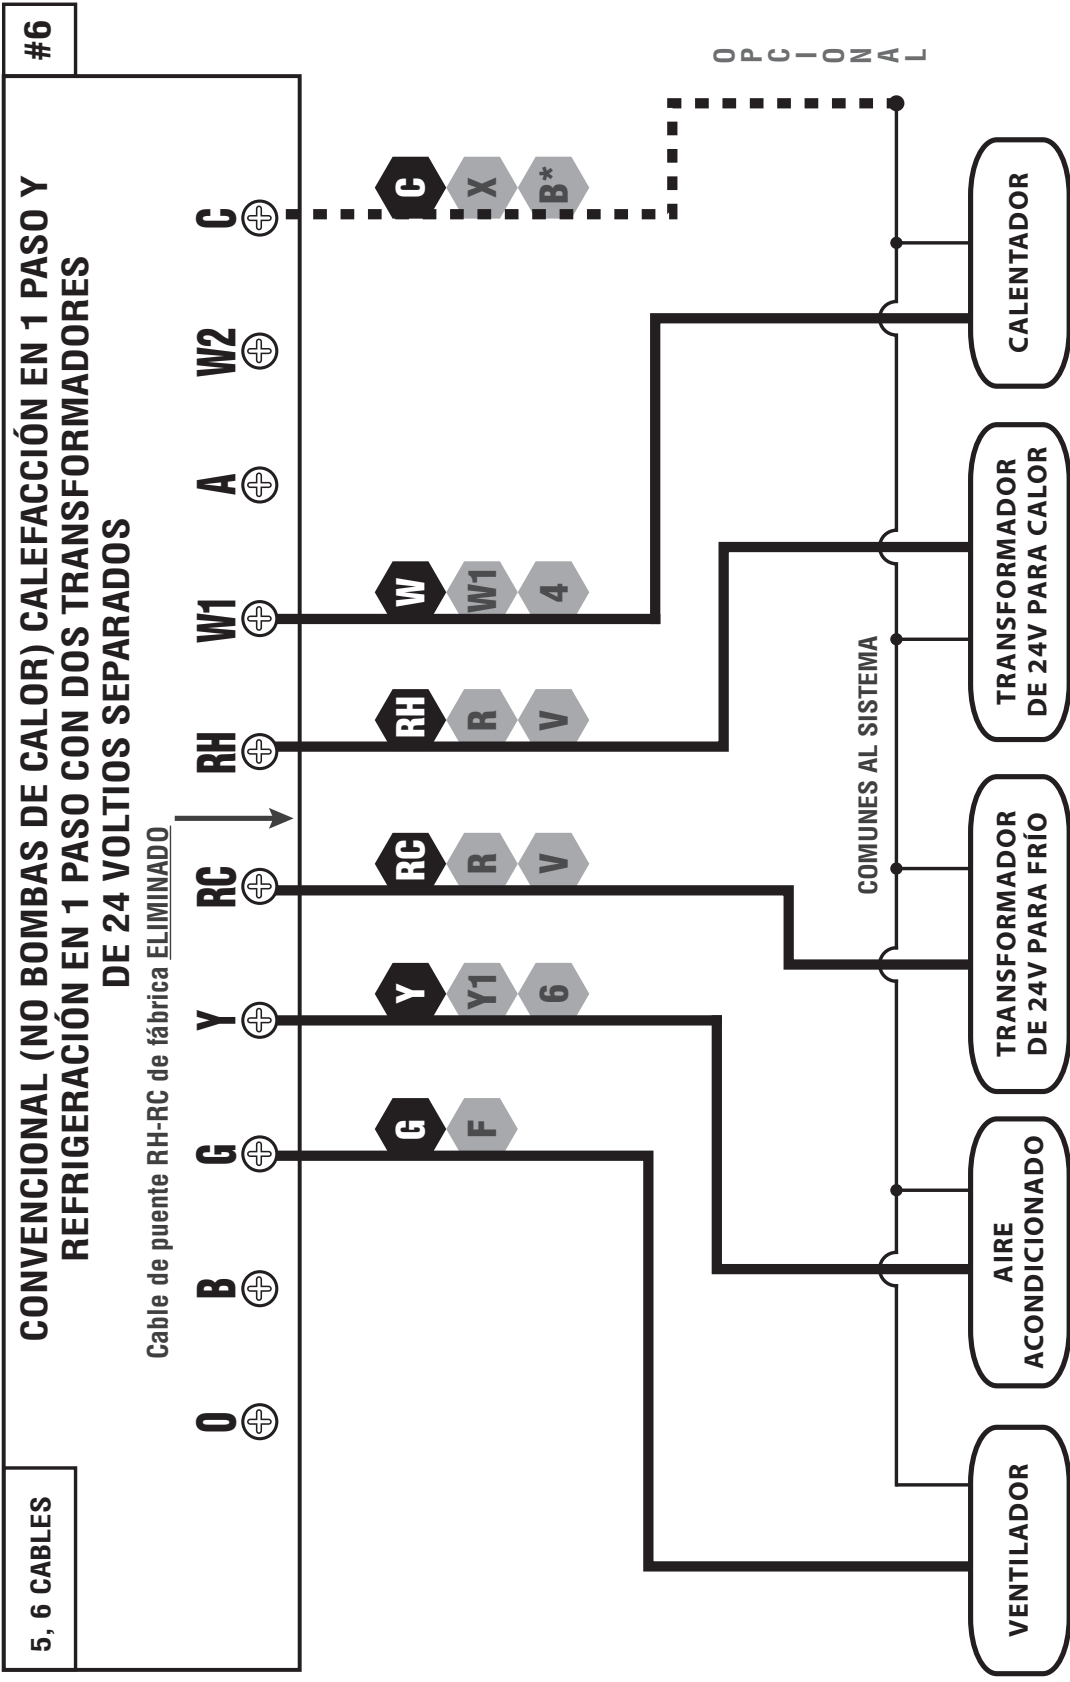 5, 6 CABLES
#6
CONVENCIONAL (NO BOMBAS DE CALOR) CALEFACCIÓN EN 1 PASO Y
REFRIGERACIÓN EN 1 PASO CON DOS TRANSFORMADORES
DE 24 VOLTIOS SEPARADOS
Cable de puente RH-RC de fábrica ELIMINADO
O B G Y RC RH W1 A W2 C
G Y RC RH W C
F Y1 R R W1 X
6 V V 4 B*
OPCIONAL
COMUNES AL SISTEMA
VENTILADOR
AIRE
ACONDICIONADO
TRANSFORMADOR
DE 24V PARA FRÍO
TRANSFORMADOR
DE 24V PARA CALOR
CALENTADOR